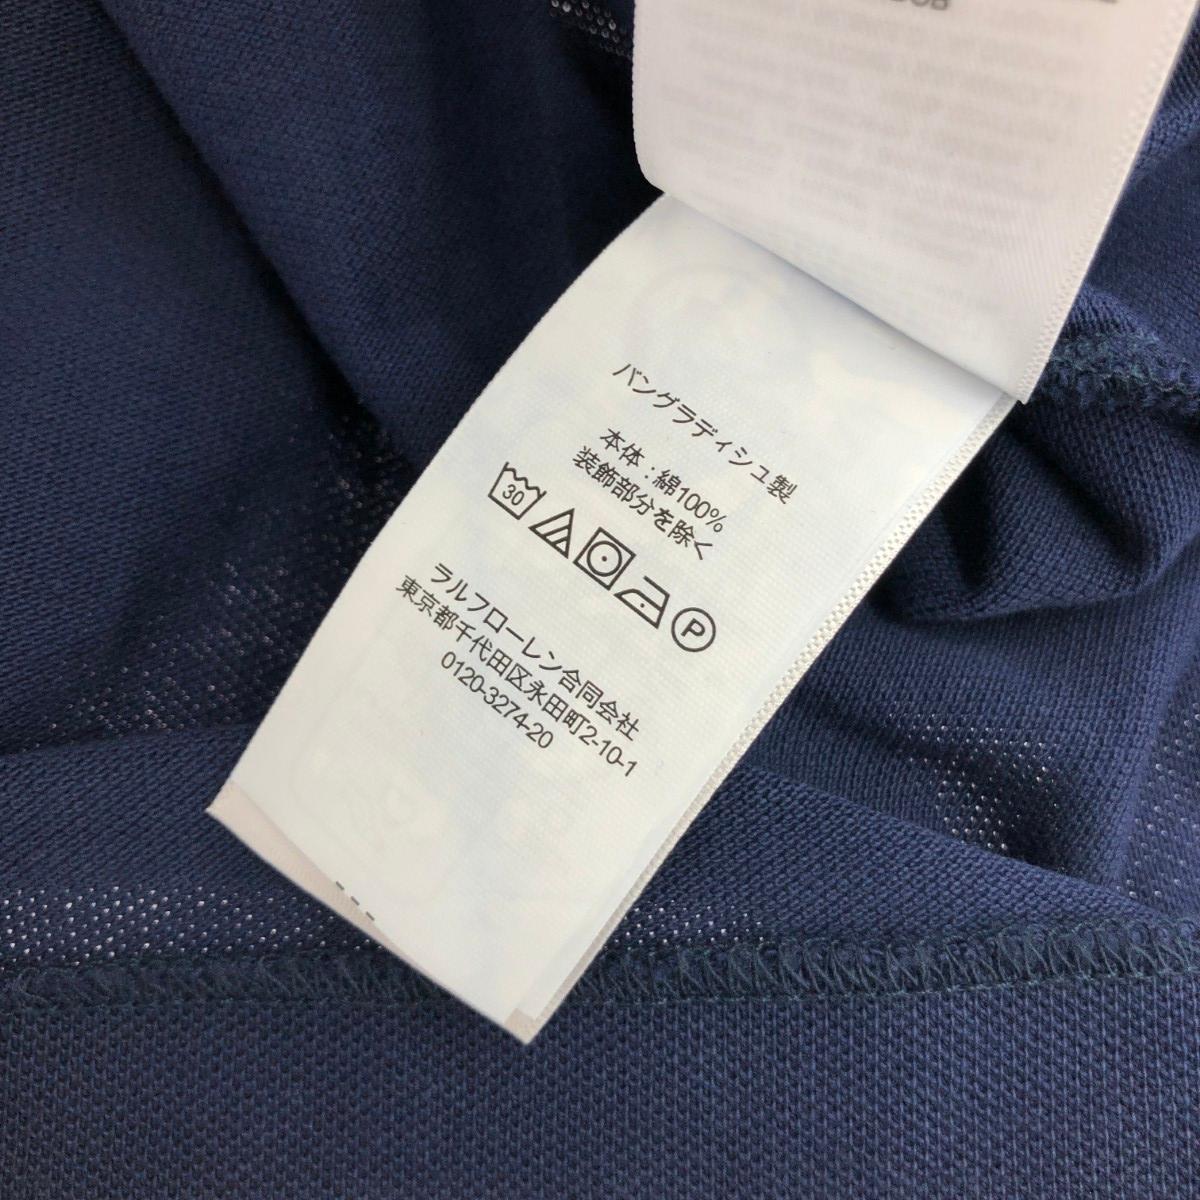 バングラディシュ製
本体 : 綿100%
装飾部分を除く
30
P
ラルフローレン合同会社
東京都千代田区永田町2-10-1
0120-3274-20